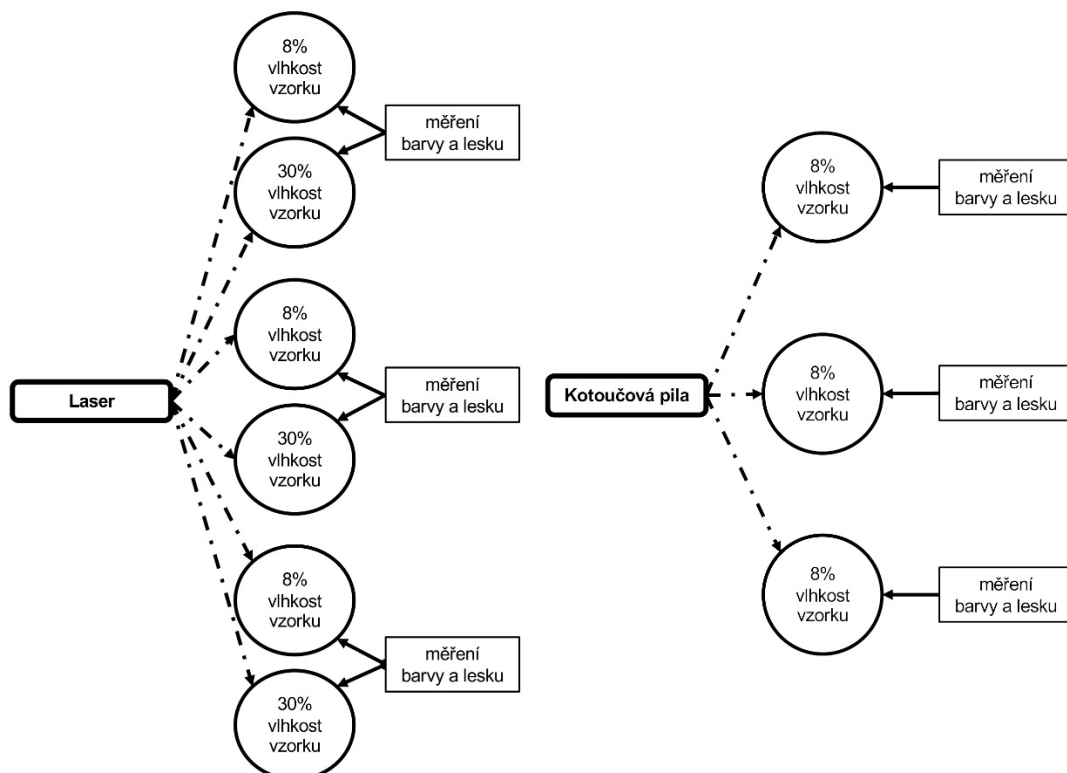 8%
vlhkost
vzorku
měření
barvy a lesku
30%
vlhkost
vzorku
8%
vlhkost
vzorku
měření
barvy a lesku
30%
vlhkost
vzorku
Laser
8%
vlhkost
vzorku
měření
barvy a lesku
30%
vlhkost
vzorku
8%
vlhkost
vzorku
měření
barvy a lesku
Kotoučová pila
8%
vlhkost
vzorku
měření
barvy a lesku
8%
vlhkost
vzorku
měření
barvy a lesku